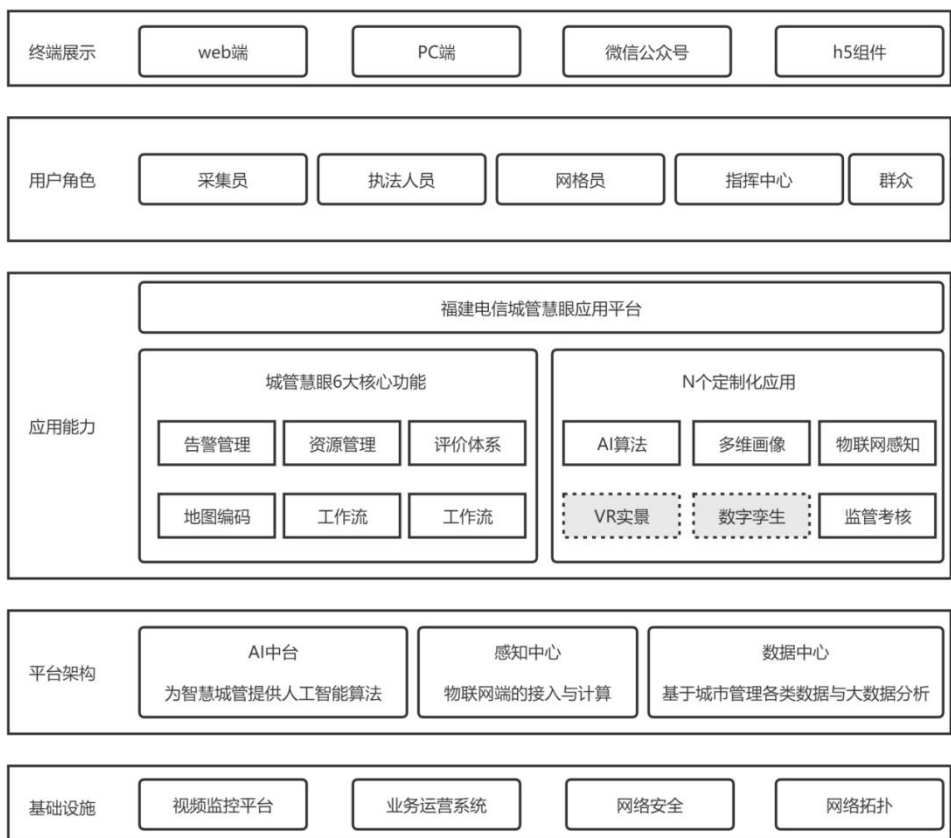 终端展示 web端 PC端 微信公众号 h5组件
用户角色 采集员 执法人员 网格员 指挥中心 群众
福建电信城管慧眼应用平台
城管慧眼6大核心功能 N个定制化应用
应用能力
告警管理 资源管理 评价体系 AI算法 多维画像 物联网感知
地图编码 工作流 工作流 VR实景 数字孪生 监管考核
平台架构
AI中台 感知中心 数据中心
为智慧城管提供人工智能算法 物联网端的接入与计算 基于城市管理各类数据与大数据分析
基础设施 视频监控平台 业务运营系统 网络安全 网络拓扑